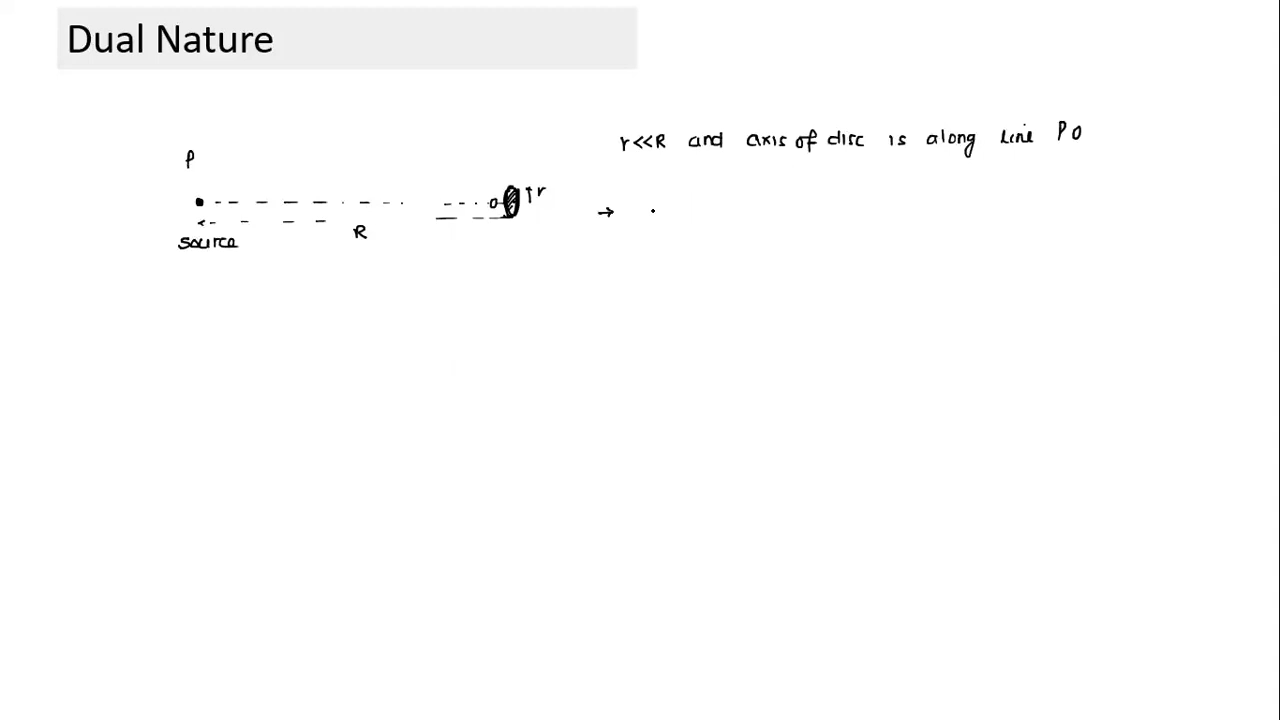 Dual Nature
r<<R and axis of disc is along line PO
P
O
r
R
source